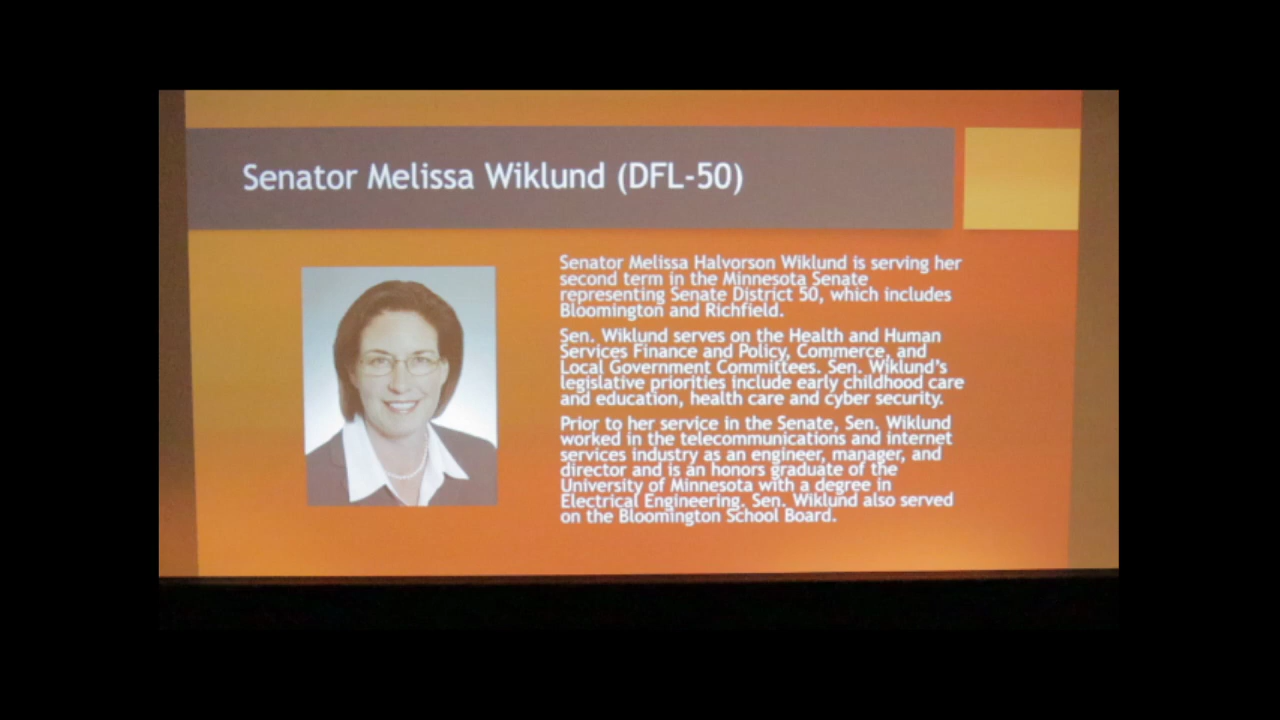 Senator Melissa Wiklund (DFL-50)
Senator Melissa Halvorson Wiklund is serving her
second term in the Minnesota Senate
representing Senate District 50, which includes
Bloomington and Richfield.
Sen. Wiklund serves on the Health and Human
Services Finance and Policy, Commerce, and
Local Government Committees. Sen. Wiklund's
legislative priorities include early childhood care
and education, health care and cyber security.
Prior to her service in the Senate, Sen. Wiklund
worked in the telecommunications and internet
services industry as an engineer, manager, and
director and is an honors graduate of the
University of Minnesota with a degree in
Electrical Engineering. Sen. Wiklund also served
on the Bloomington School Board.